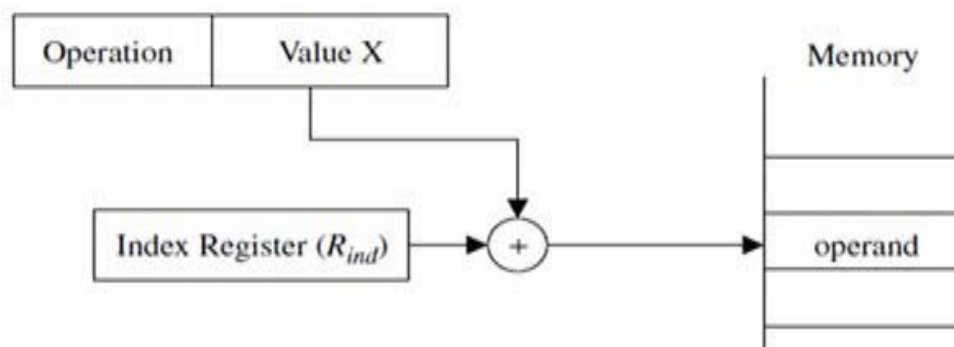 Operation Value X
Memory
Index Register (R_ind)
+
operand